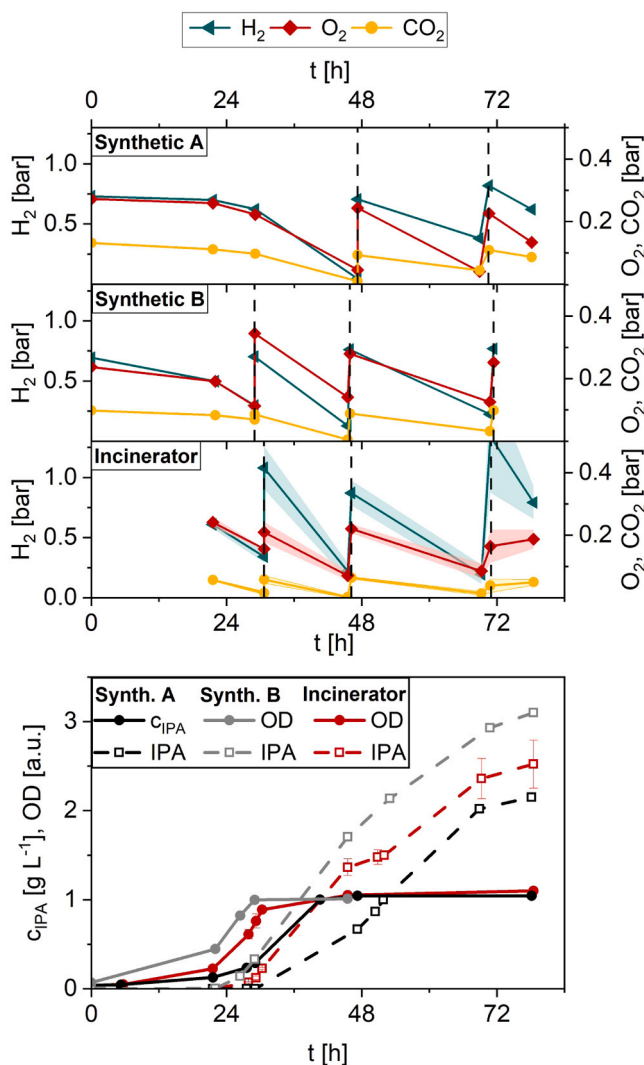 H₂ O₂ CO₂
t [h]
0 24 48 72
Synthetic A
H₂ [bar]
1.0
0.5
O₂, CO₂ [bar]
0.4
0.2
0
Synthetic B
H₂ [bar]
1.0
0.5
O₂, CO₂ [bar]
0.4
0.2
0
Incinerator
H₂ [bar]
1.0
0.5
0.0
O₂, CO₂ [bar]
0.4
0.2
0
0 24 48 72
t [h]
Synth. A Synth. B Incinerator
c_IPA OD OD
IPA IPA IPA
c_IPA [g L⁻¹], OD [a.u.]
3
2
1
0
0 24 48 72
t [h]